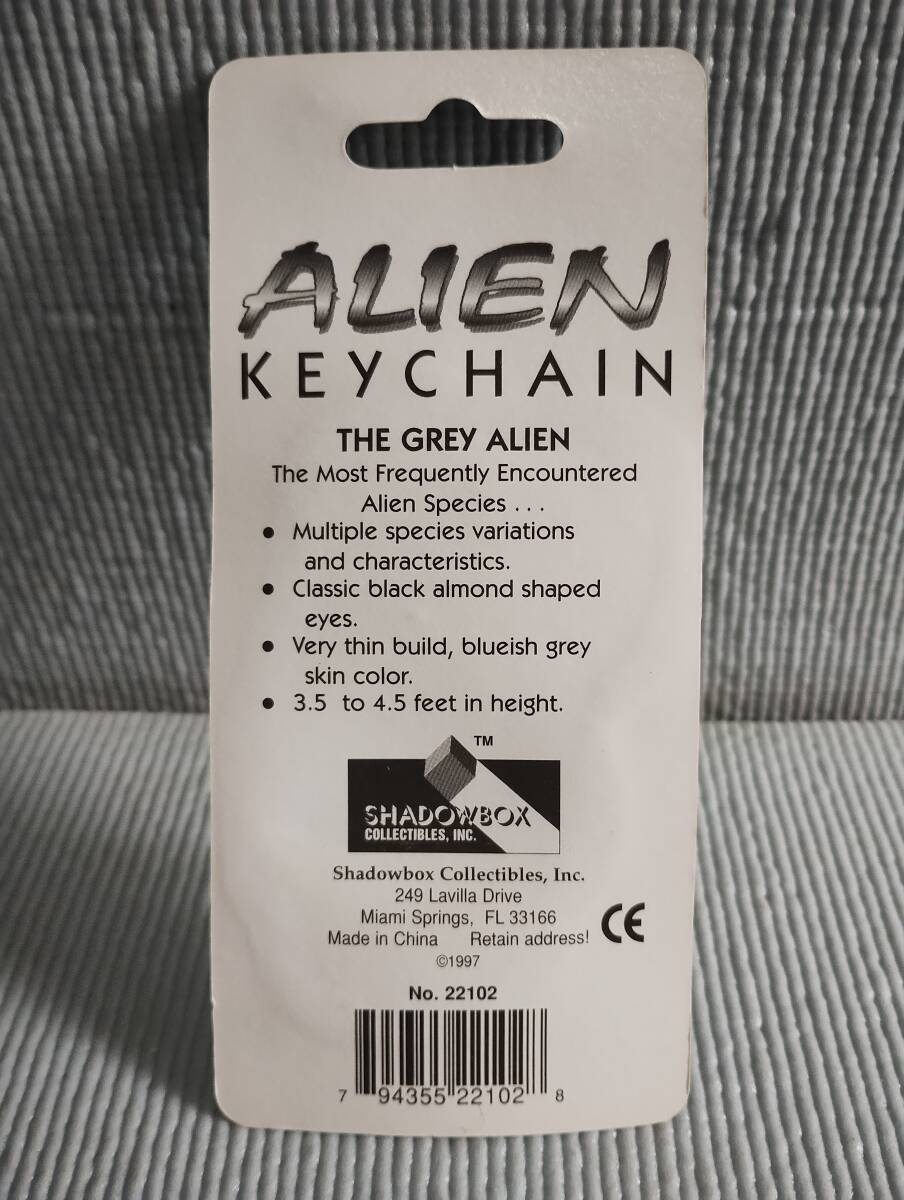 ALIEN
KEYCHAIN
THE GREY ALIEN
The Most Frequently Encountered
Alien Species . . .
• Multiple species variations
and characteristics.
• Classic black almond shaped
eyes.
• Very thin build, blueish grey
skin color.
• 3.5 to 4.5 feet in height.
TM
SHADOWBOX
COLLECTIBLES, INC.
Shadowbox Collectibles, Inc.
249 Lavilla Drive
Miami Springs, FL 33166
Made in China Retain address!
CE
©1997
No. 22102
7 94355 22102 8